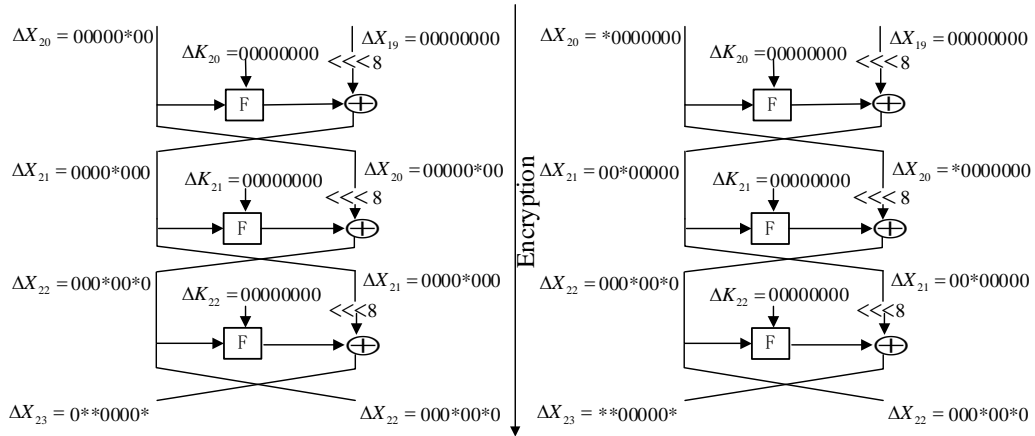 ΔX₂₀ = 00000*00
ΔX₁₉ = 00000000
ΔK₂₀ =00000000
<<<8
F
ΔX₂₁ = 0000*000
ΔX₂₀ = 00000*00
ΔK₂₁ =00000000
<<<8
F
ΔX₂₂ = 000*00*0
ΔX₂₁ = 0000*000
ΔK₂₂ =00000000
<<<8
F
ΔX₂₃ = 0**0000*
ΔX₂₂ = 000*00*0
Encryption
ΔX₂₀ = *0000000
ΔX₁₉ = 00000000
ΔK₂₀ =00000000
<<<8
F
ΔX₂₁ = 00*00000
ΔX₂₀ = *0000000
ΔK₂₁ =00000000
<<<8
F
ΔX₂₂ = 000*00*0
ΔX₂₁ = 00*00000
ΔK₂₂ =00000000
<<<8
F
ΔX₂₃ = **00000*
ΔX₂₂ = 000*00*0